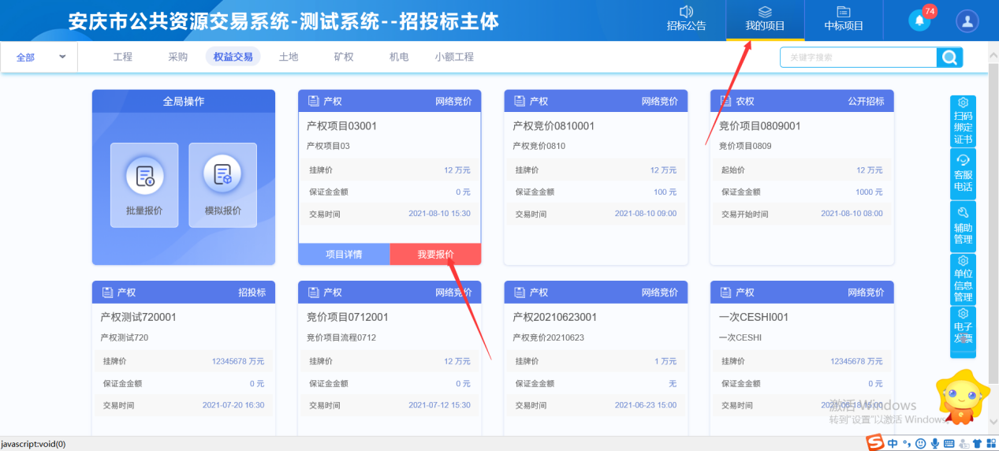 安庆市公共资源交易系统-测试系统--招投标主体
招标公告
我的项目
中标项目
74
全部
工程
采购
权益交易
土地
矿权
机电
小额工程
关键字搜索
全局操作
批量报价
模拟报价
产权
网络竞价
产权项目03001
产权项目03
挂牌价
12 万元
保证金金额
0 元
交易时间
2021-08-10 15:30
项目详情
我要报价
产权
网络竞价
产权竞价0810001
产权竞价0810
挂牌价
12 万元
保证金金额
100 元
交易时间
2021-08-10 09:00
农权
公开招标
竞价项目0809001
竞价项目0809
起始价
12 万元
保证金金额
1000 元
交易开始时间
2021-08-10 08:00
扫码
绑定
证书
客服
电话
辅助
管理
单位
信息
管理
电子
发票
产权
招投标
产权测试720001
产权测试720
挂牌价
12345678 万元
保证金金额
0 元
交易时间
2021-07-20 16:30
产权
网络竞价
竞价项目0712001
竞价项目流程0712
挂牌价
12 万元
保证金金额
0 元
交易时间
2021-07-12 15:30
产权
网络竞价
产权20210623001
产权竞价20210623
挂牌价
1 万元
保证金金额
无
交易时间
2021-06-23 15:00
产权
网络竞价
一次CESHI001
一次CESHI
挂牌价
12345678 万元
保证金金额
0 元
交易时间
2021-06-18 15:00
激活 Windows
转到"设置"以激活 Windows。
javascript:void(0)
中